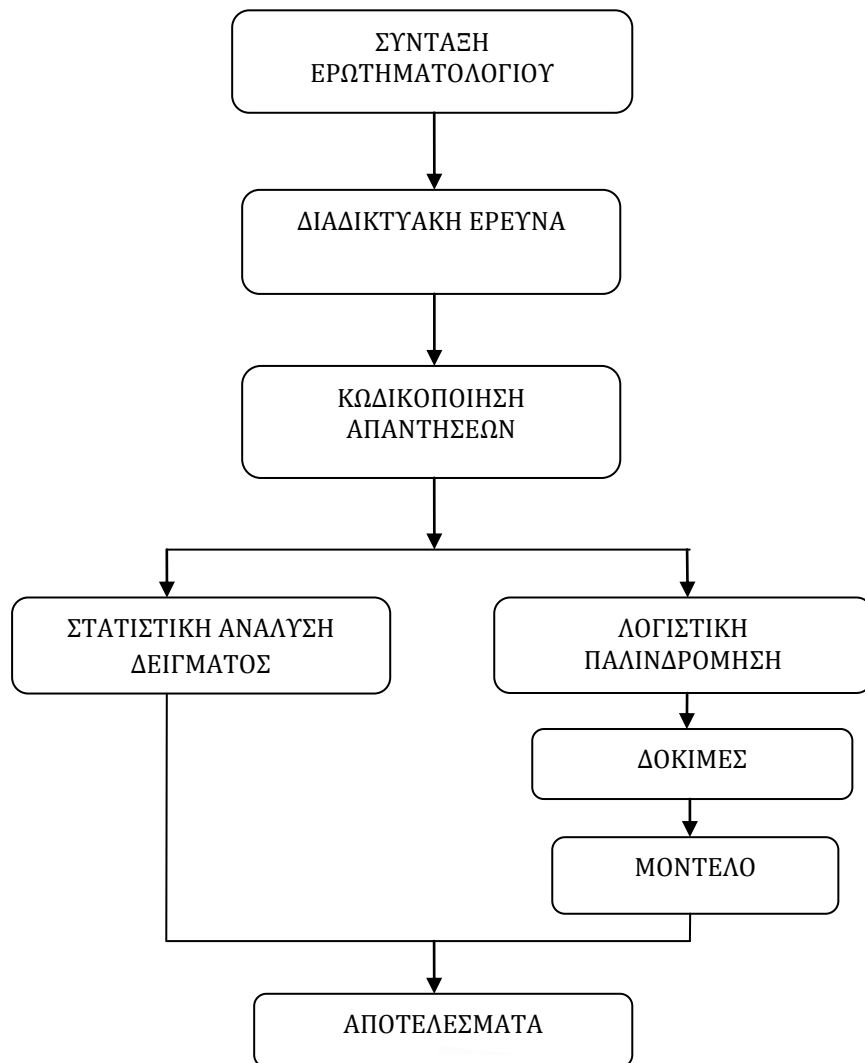 ΣΥΝΤΑΞΗ
ΕΡΩΤΗΜΑΤΟΛΟΓΙΟΥ
ΔΙΑΔΙΚΤΥΑΚΗ ΕΡΕΥΝΑ
ΚΩΔΙΚΟΠΟΙΗΣΗ
ΑΠΑΝΤΗΣΕΩΝ
ΣΤΑΤΙΣΤΙΚΗ ΑΝΑΛΥΣΗ
ΔΕΙΓΜΑΤΟΣ
ΛΟΓΙΣΤΙΚΗ
ΠΑΛΙΝΔΡΟΜΗΣΗ
ΔΟΚΙΜΕΣ
ΜΟΝΤΕΛΟ
ΑΠΟΤΕΛΕΣΜΑΤΑ